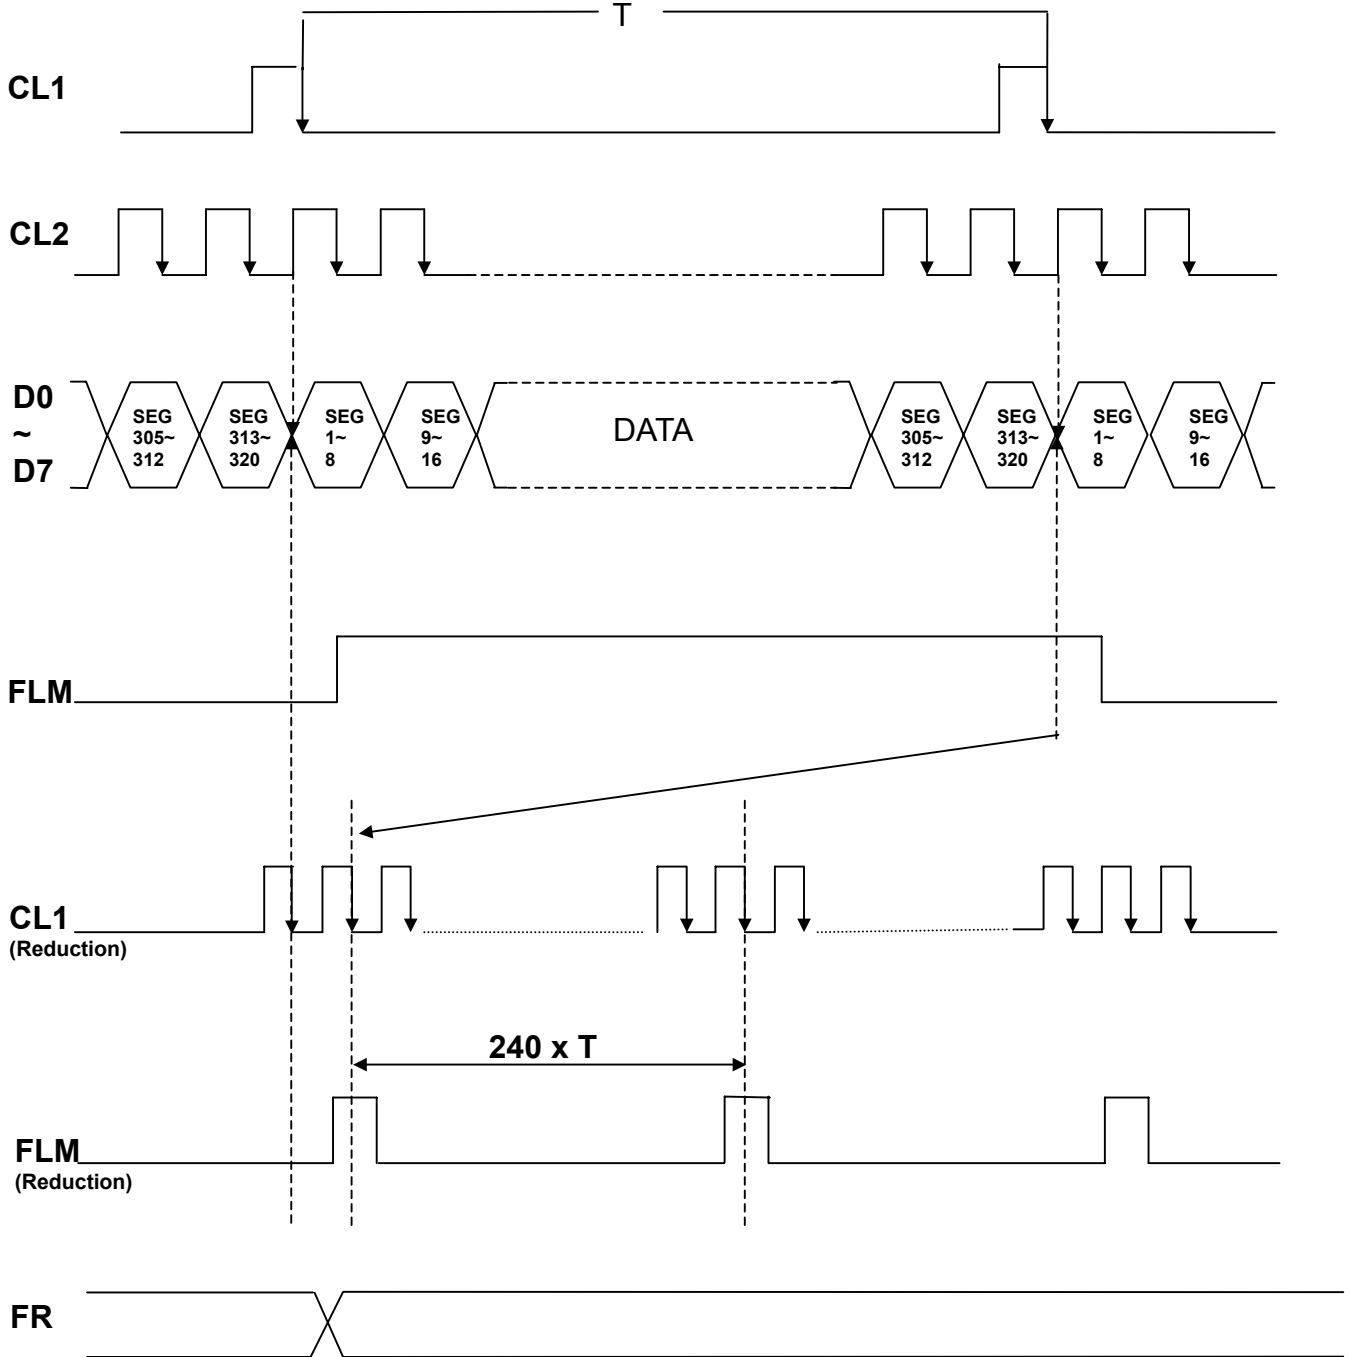 T
CL1
CL2
D0
~
D7
SEG
305~
312
SEG
313~
320
SEG
1~
8
SEG
9~
16
DATA
SEG
305~
312
SEG
313~
320
SEG
1~
8
SEG
9~
16
FLM
CL1
(Reduction)
240 x T
FLM
(Reduction)
FR